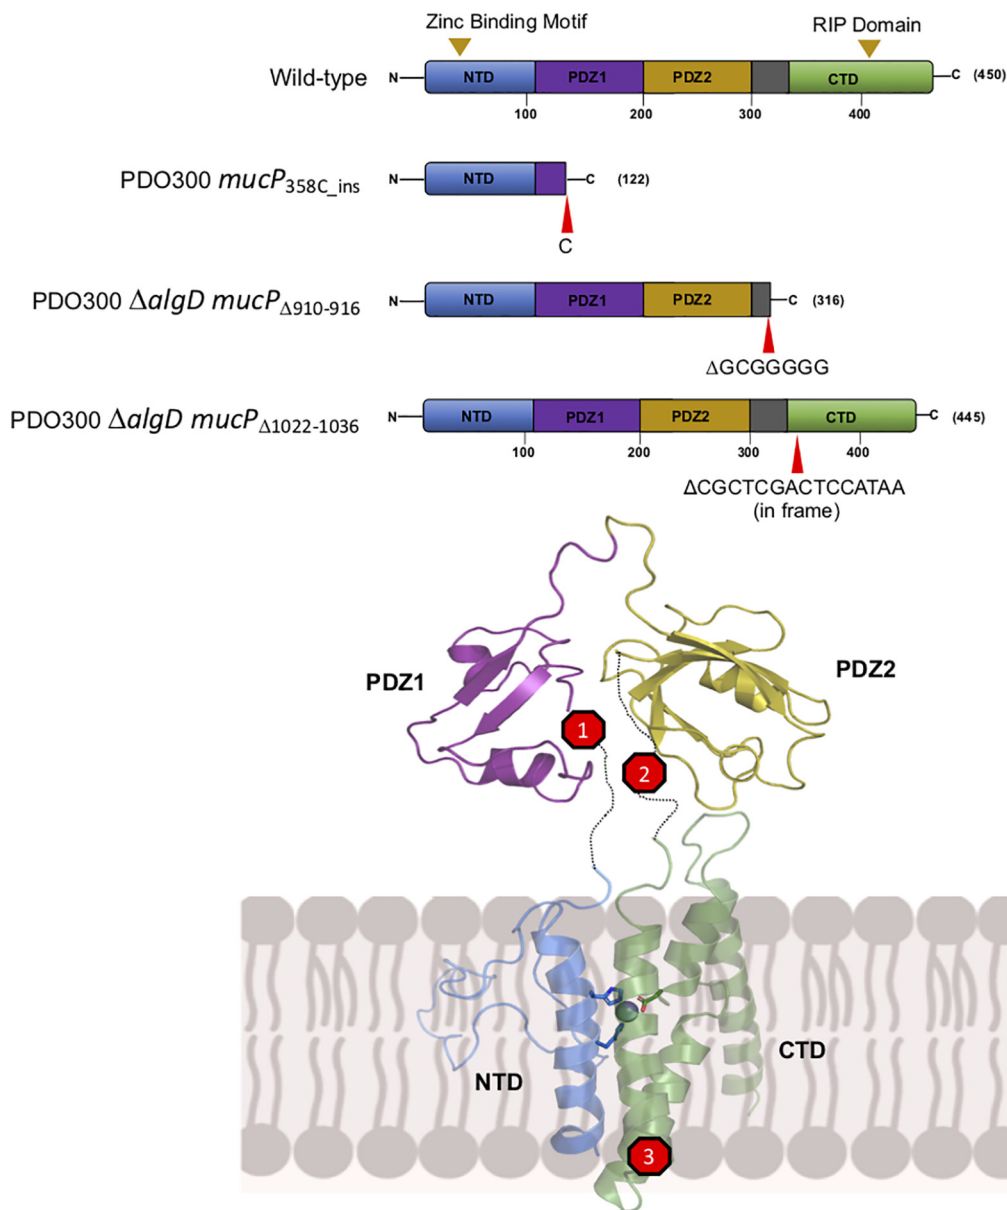 Zinc Binding Motif RIP Domain
Wild-type N NTD PDZ1 PDZ2 CTD C (450)
100 200 300 400
PDO300 mucP358C_ins N NTD C (122)
C
PDO300 ΔalgD mucPΔ910-916 N NTD PDZ1 PDZ2 C (316)
ΔGCGGGGG
PDO300 ΔalgD mucPΔ1022-1036 N NTD PDZ1 PDZ2 CTD C (445)
100 200 300 400
ΔCGCTCGACTCCATAA
(in frame)
PDZ1 PDZ2
1
2
CTD
NTD
3